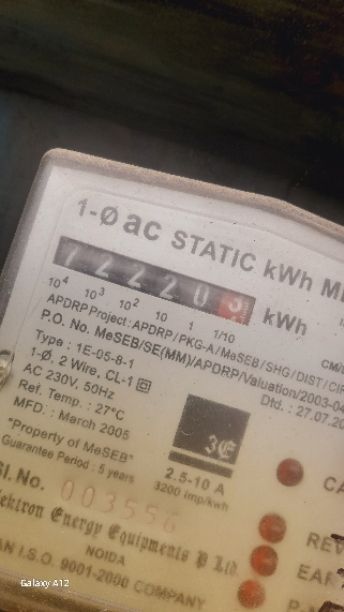 1-Ø ac STATIC kWh
72220
kWh
10⁴ 10³ 10² 10 1 1/10
APDRP Project : APDRP / PKG-A / MeSEB / SHG / DIST /
P.O. No. MeSEB/SE(MM)/APDRP/Valuation/2003-04
Dtd. : 27.07.20
Type : 1E-05-8-1
1-Ø, 2 Wire, CL-1
AC 230V. 50Hz
Ref. Temp. : 27°C
MFD. : March 2005
"Property of MeSEB"
Guarantee Period : 5 years
3E
2.5-10 A
3200 imp/kwh
Sl. No. 003556
CA
REV
EAR
Energy Equipments P Ltd.
NOIDA
AN I.S.O. 9001-2000 COMPANY
Galaxy A12